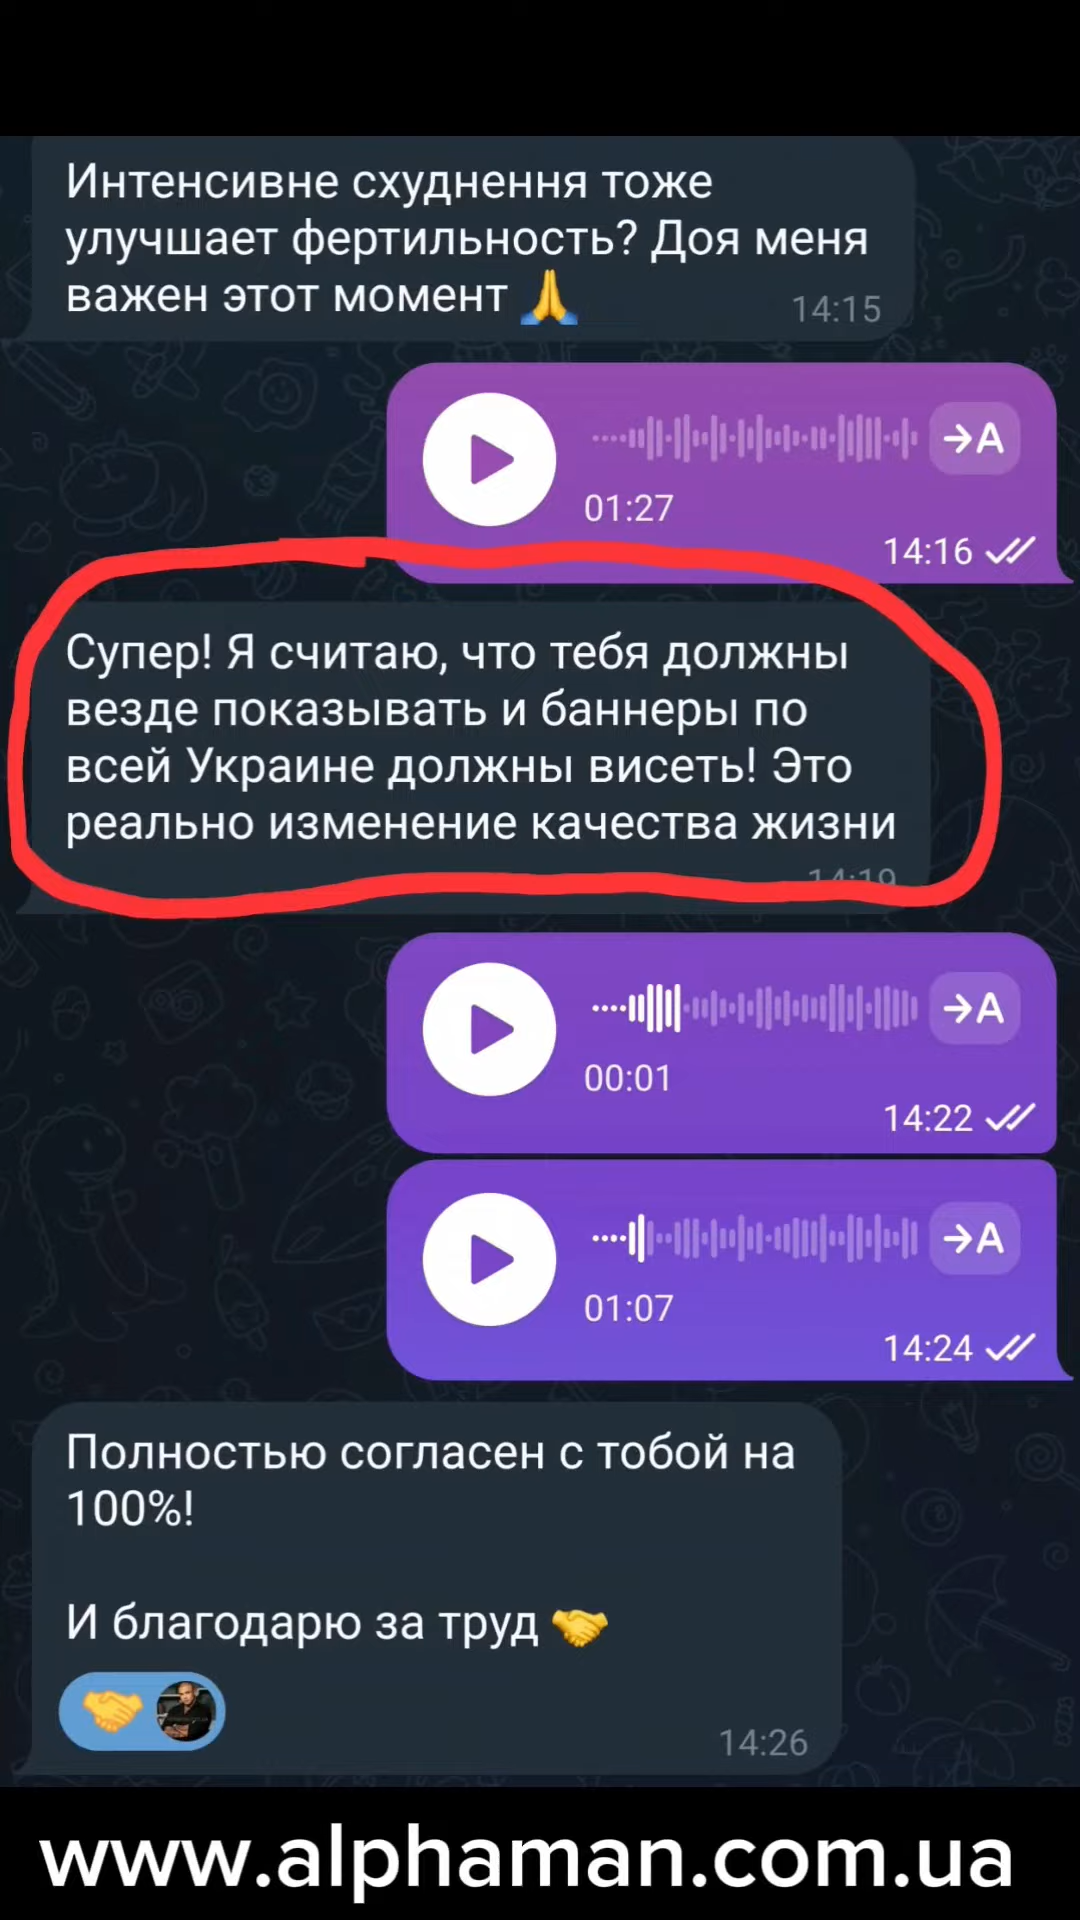 Интенсивне схуднення тоже
улучшает фертильность? Доя меня
важен этот момент 🙏
14:15
→A
01:27
14:16
Супер! Я считаю, что тебя должны
везде показывать и баннеры по
всей Украине должны висеть! Это
реально изменение качества жизни
14:19
→A
00:01
14:22
→A
01:07
14:24
Полностью согласен с тобой на
100%!
И благодарю за труд 🤝
14:26
www.alphaman.com.ua